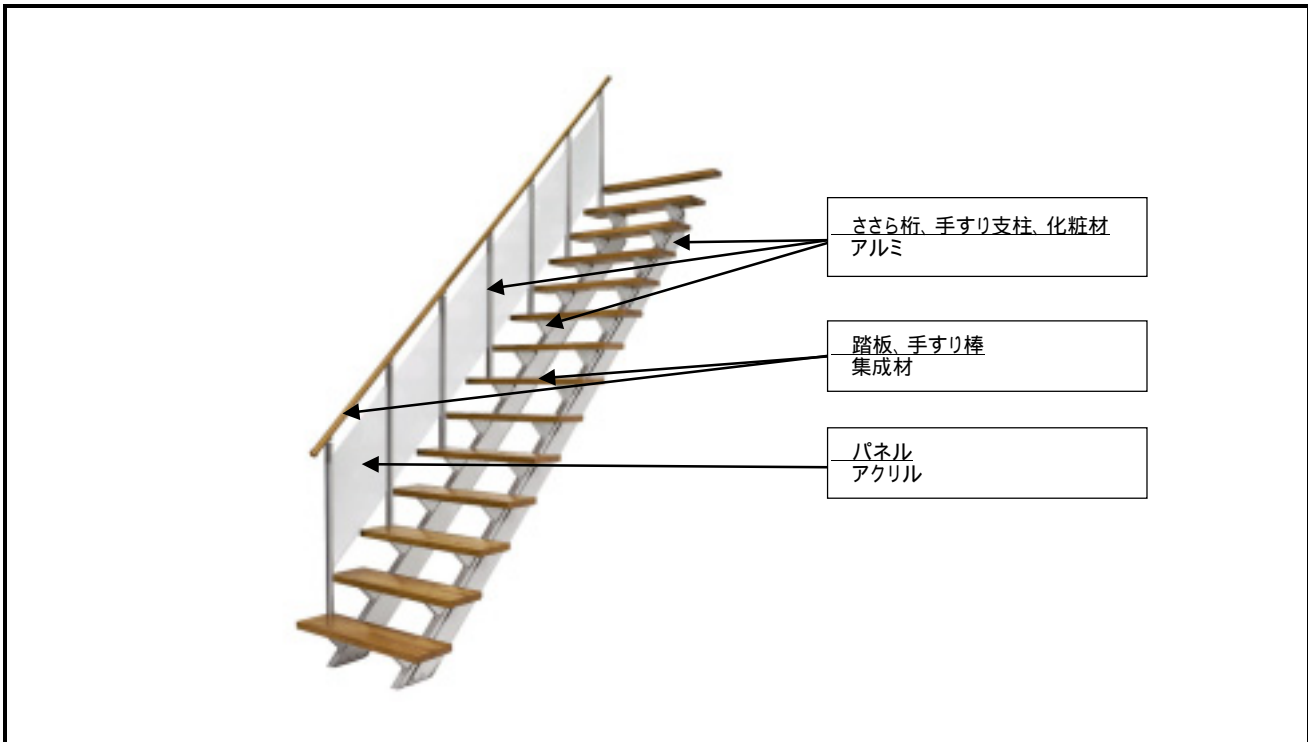 ささら桁、手すり支柱、化粧材
アルミ
踏板、手すり棒
集成材
パネル
アクリル